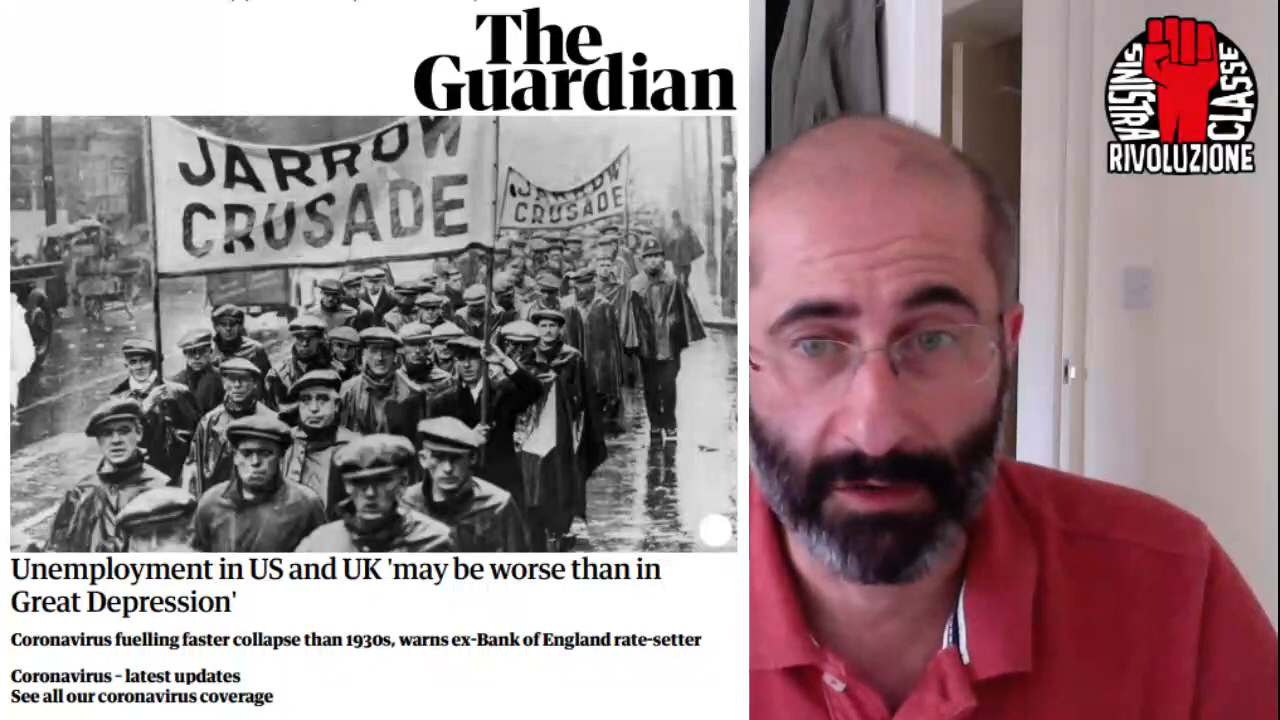 The
Guardian
JARROW
CRUSADE
JARROW
CRUSADE
Unemployment in US and UK 'may be worse than in
Great Depression'
Coronavirus fuelling faster collapse than 1930s, warns ex-Bank of England rate-setter
Coronavirus – latest updates
See all our coronavirus coverage
SINISTRA
CLASSE
RIVOLUZIONE